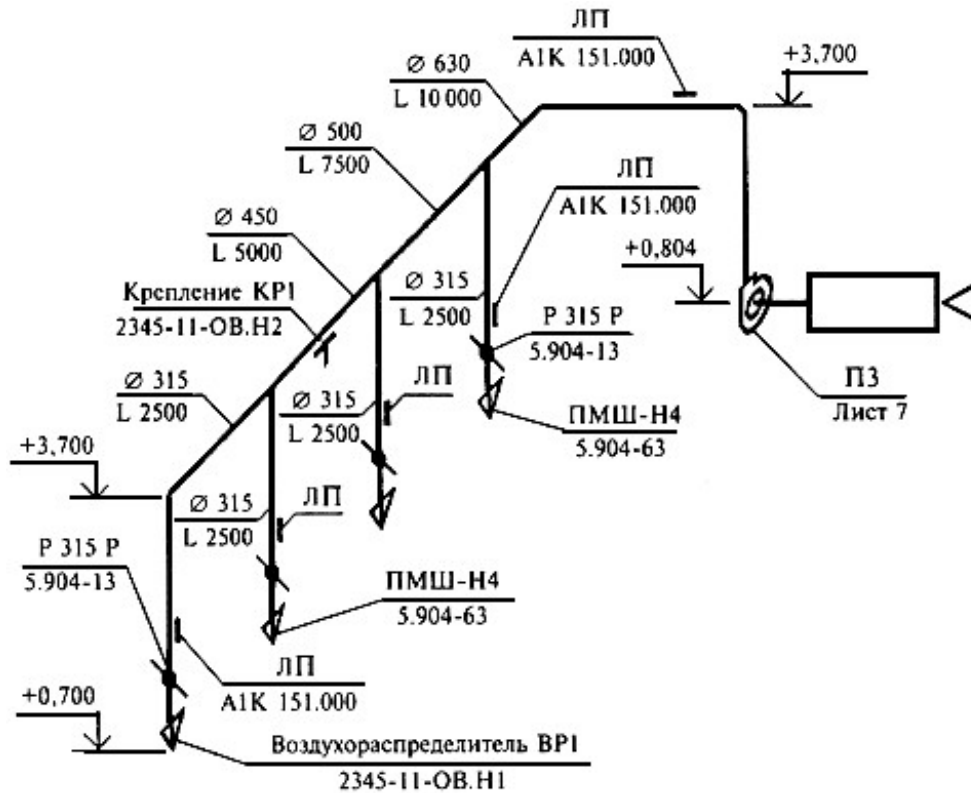 ЛП
А1К 151.000
+3,700
Ø 630
L 10 000
Ø 500
L 7500
ЛП
А1К 151.000
Ø 450
L 5000
+0,804
Крепление КР1
2345-11-ОВ.Н2
Ø 315
L 2500
Р 315 Р
5.904-13
Ø 315
L 2500
Ø 315
L 2500
ЛП
П3
Лист 7
ПМШ-Н4
5.904-63
+3,700
Ø 315
L 2500
ЛП
Р 315 Р
5.904-13
ПМШ-Н4
5.904-63
ЛП
А1К 151.000
+0,700
Воздухораспределитель ВР1
2345-11-ОВ.Н1